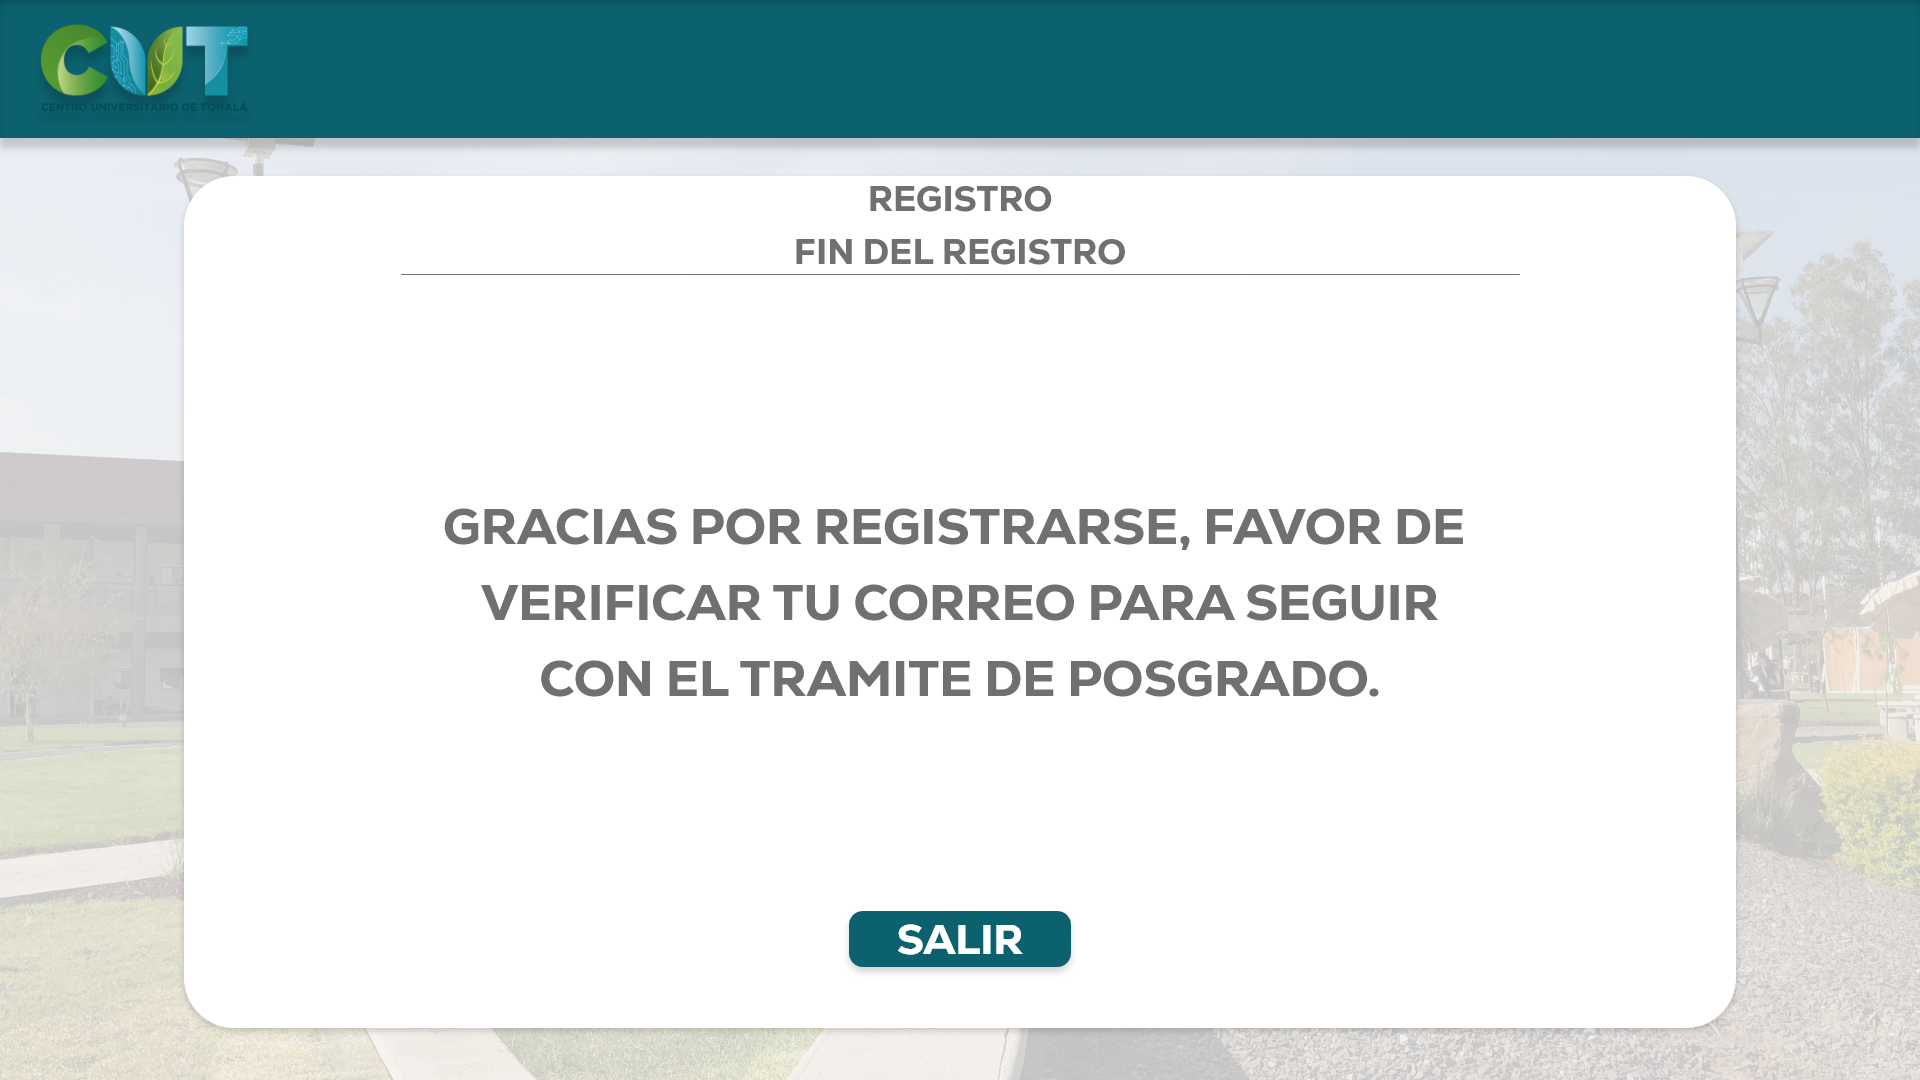 CUT
CENTRO UNIVERSITARIO DE TONALÁ
REGISTRO
FIN DEL REGISTRO
GRACIAS POR REGISTRARSE, FAVOR DE
VERIFICAR TU CORREO PARA SEGUIR
CON EL TRAMITE DE POSGRADO.
SALIR